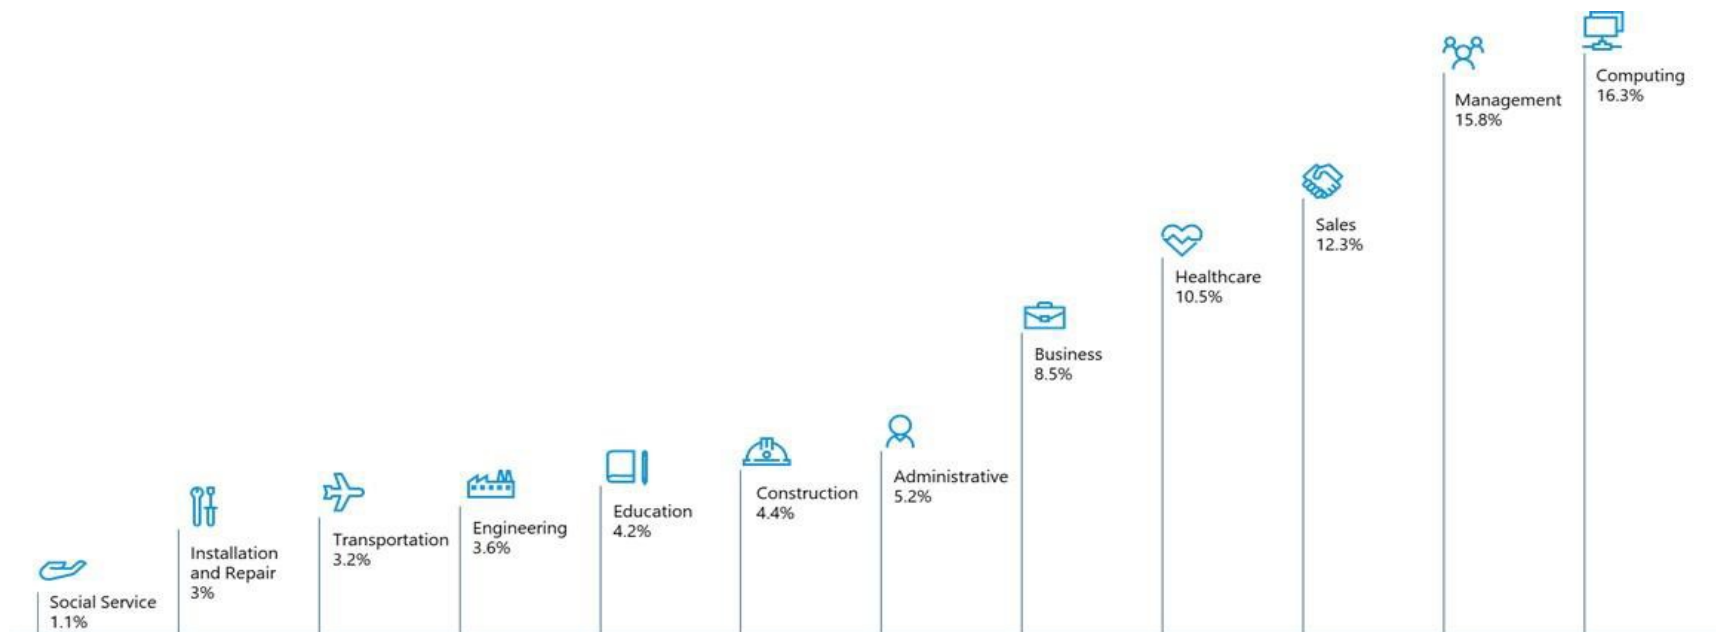 Social Service
1.1%
Installation
and Repair
3%
Transportation
3.2%
Engineering
3.6%
Education
4.2%
Construction
4.4%
Administrative
5.2%
Business
8.5%
Healthcare
10.5%
Sales
12.3%
Management
15.8%
Computing
16.3%